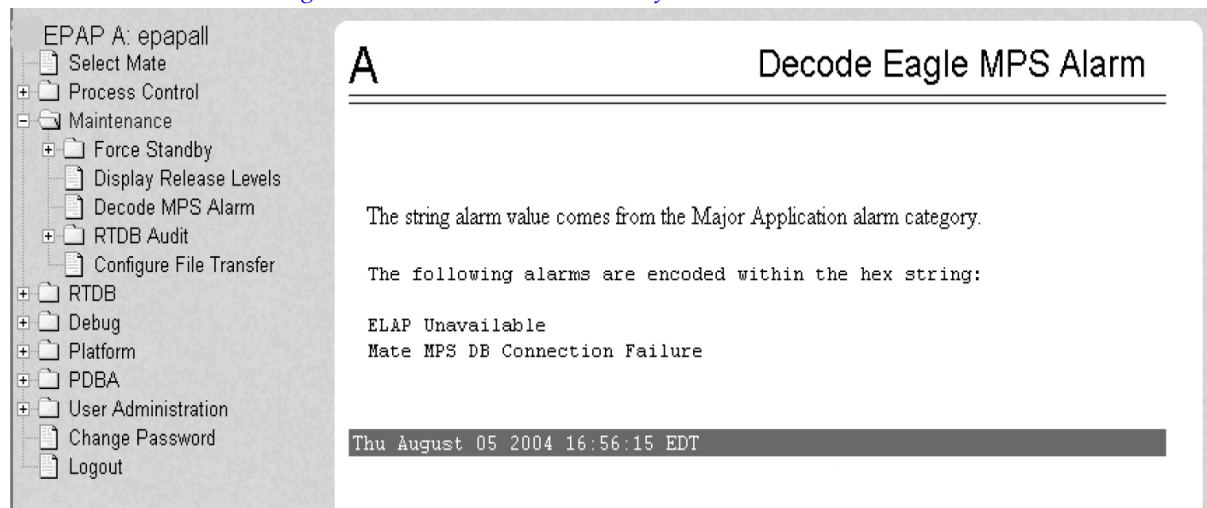 EPAP A: epapall
Select Mate
Process Control
Maintenance
Force Standby
Display Release Levels
Decode MPS Alarm
RTDB Audit
Configure File Transfer
RTDB
Debug
Platform
PDBA
User Administration
Change Password
Logout
A
Decode Eagle MPS Alarm
The string alarm value comes from the Major Application alarm category.
The following alarms are encoded within the hex string:
ELAP Unavailable
Mate MPS DB Connection Failure
Thu August 05 2004 16:56:15 EDT